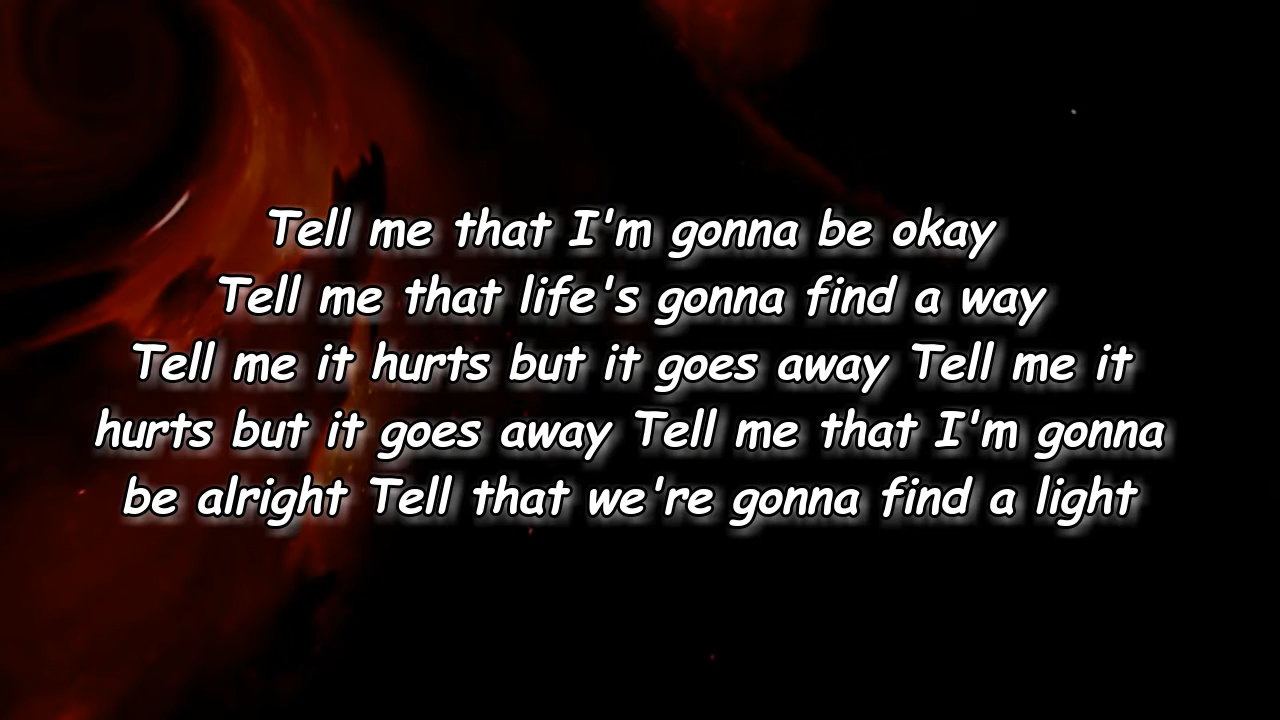 Tell me that I'm gonna be okay
Tell me that life's gonna find a way
Tell me it hurts but it goes away Tell me it
hurts but it goes away Tell me that I'm gonna
be alright Tell that we're gonna find a light